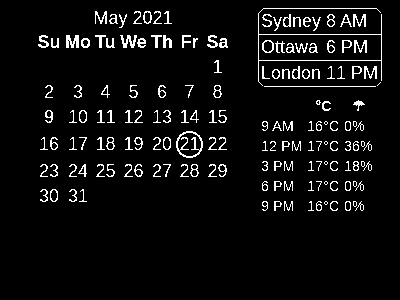 May 2021
Su Mo Tu We Th Fr Sa
1
2 3 4 5 6 7 8
9 10 11 12 13 14 15
16 17 18 19 20 21 22
23 24 25 26 27 28 29
30 31
Sydney 8 AM
Ottawa 6 PM
London 11 PM
°C ☂
9 AM 16°C 0%
12 PM 17°C 36%
3 PM 17°C 18%
6 PM 17°C 0%
9 PM 16°C 0%